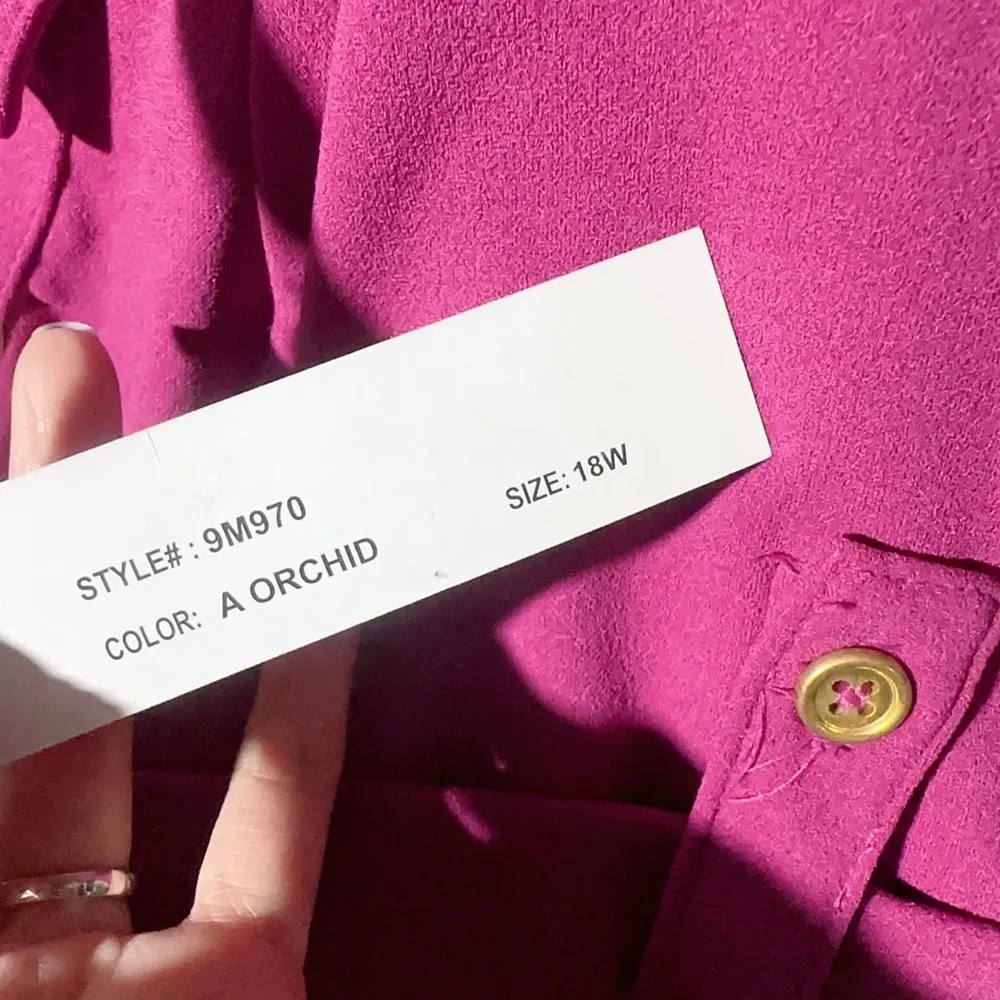 STYLE# : 9M970
COLOR: A ORCHID
SIZE: 18W